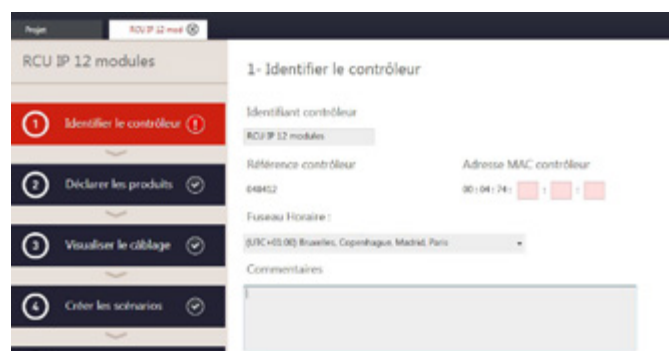 Projet
RCU IP 12 mod
RCU IP 12 modules
1- Identifier le contrôleur
1 Identifier le contrôleur !
2 Déclarer les produits
3 Visualiser le câblage
4 Créer les scénarios
Identifiant contrôleur
RCU IP 12 modules
Référence contrôleur
Adresse MAC contrôleur
048412
00 : 04 : 74 : : :
Fuseau Horaire :
(UTC+01:00) Bruxelles, Copenhague, Madrid, Paris
Commentaires